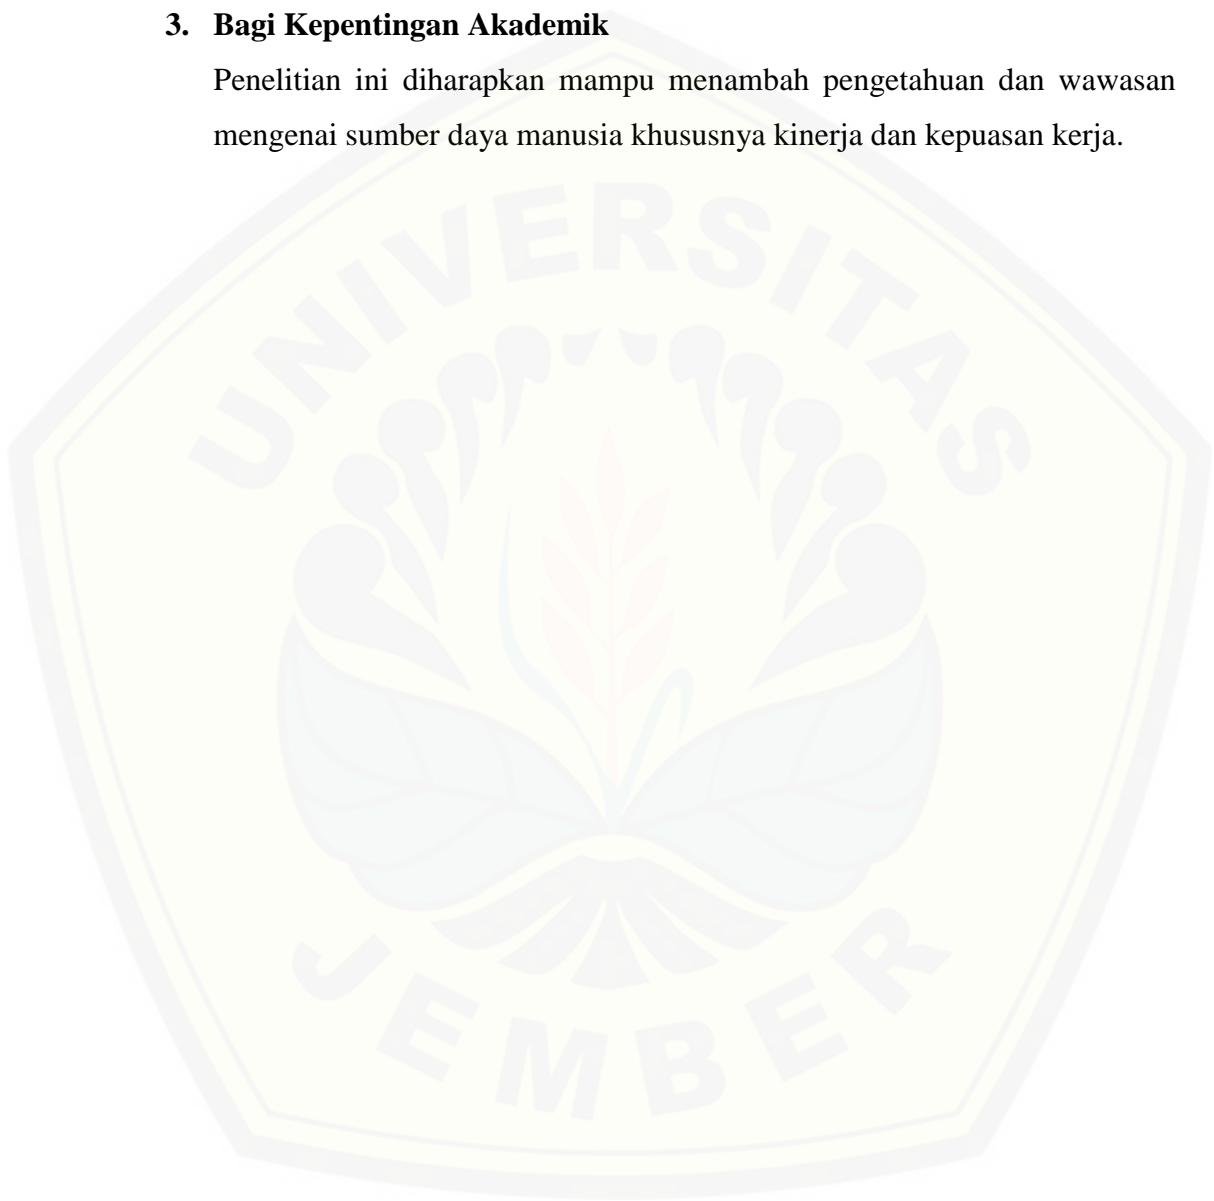 3. Bagi Kepentingan Akademik
Penelitian ini diharapkan mampu menambah pengetahuan dan wawasan
mengenai sumber daya manusia khususnya kinerja dan kepuasan kerja.
UNIVERSITAS
JEMBER